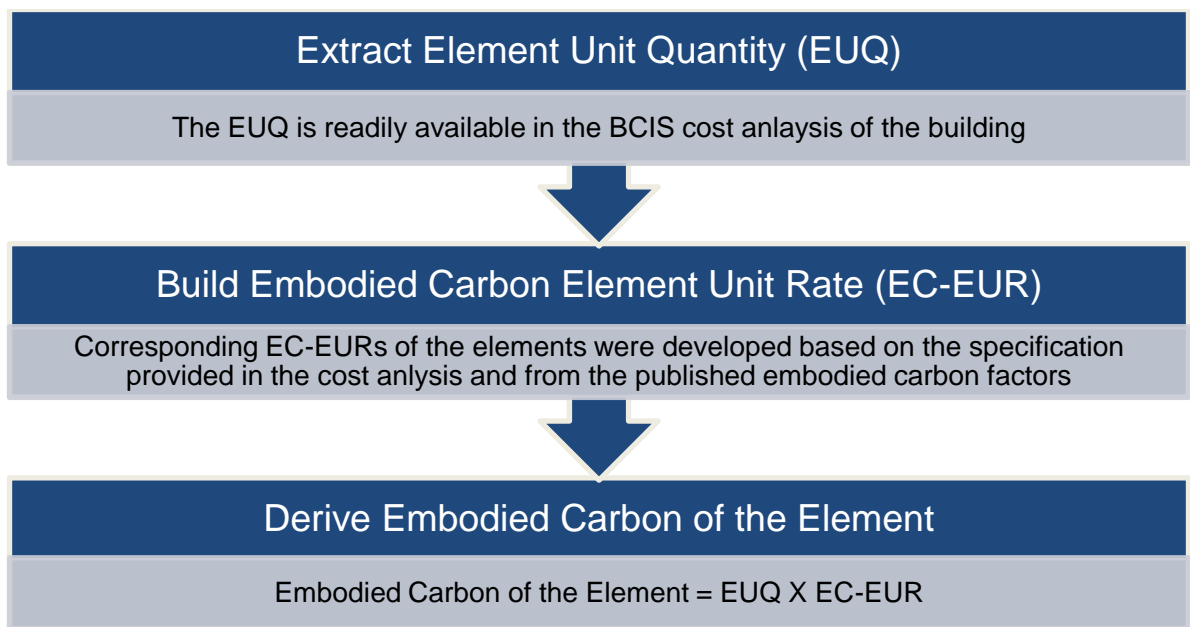 Extract Element Unit Quantity (EUQ)
The EUQ is readily available in the BCIS cost anlaysis of the building
Build Embodied Carbon Element Unit Rate (EC-EUR)
Corresponding EC-EURs of the elements were developed based on the specification
provided in the cost anlysis and from the published embodied carbon factors
Derive Embodied Carbon of the Element
Embodied Carbon of the Element = EUQ X EC-EUR